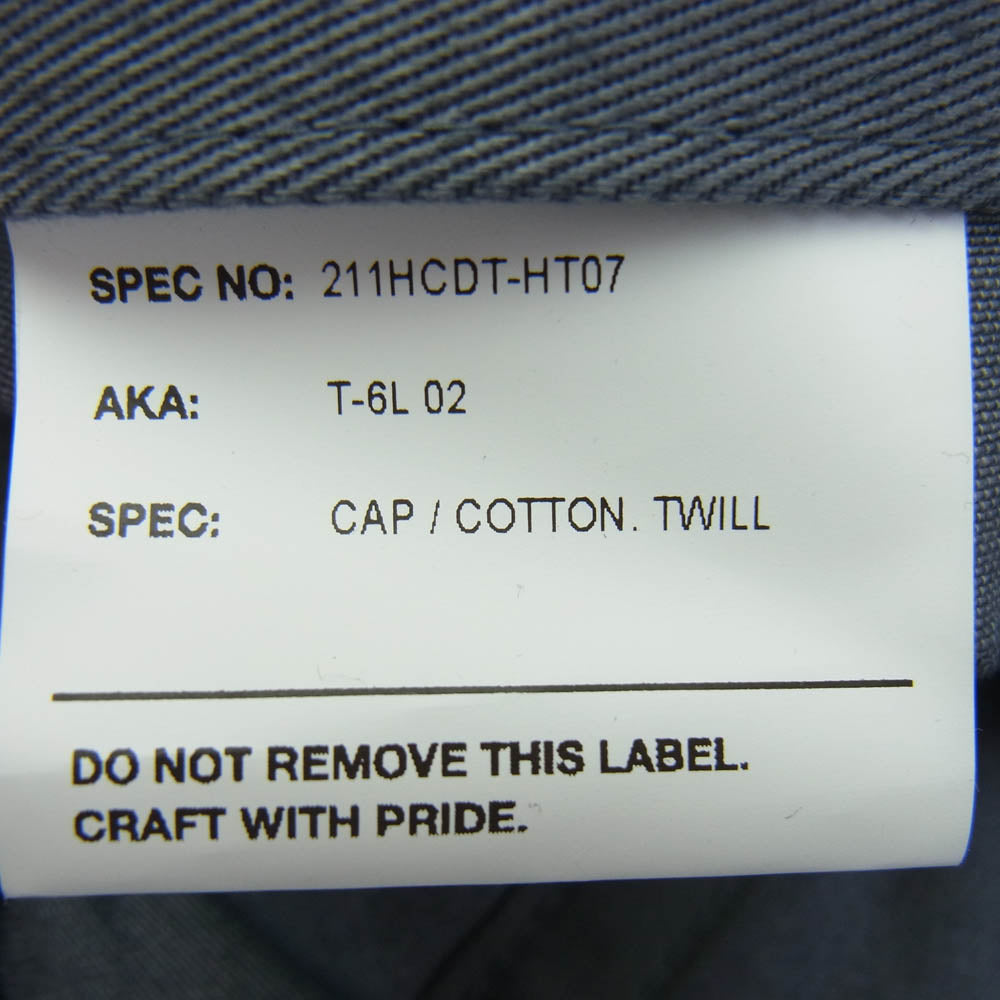 SPEC NO: 211HCDT-HT07
AKA: T-6L 02
SPEC: CAP / COTTON. TWILL
DO NOT REMOVE THIS LABEL.
CRAFT WITH PRIDE.